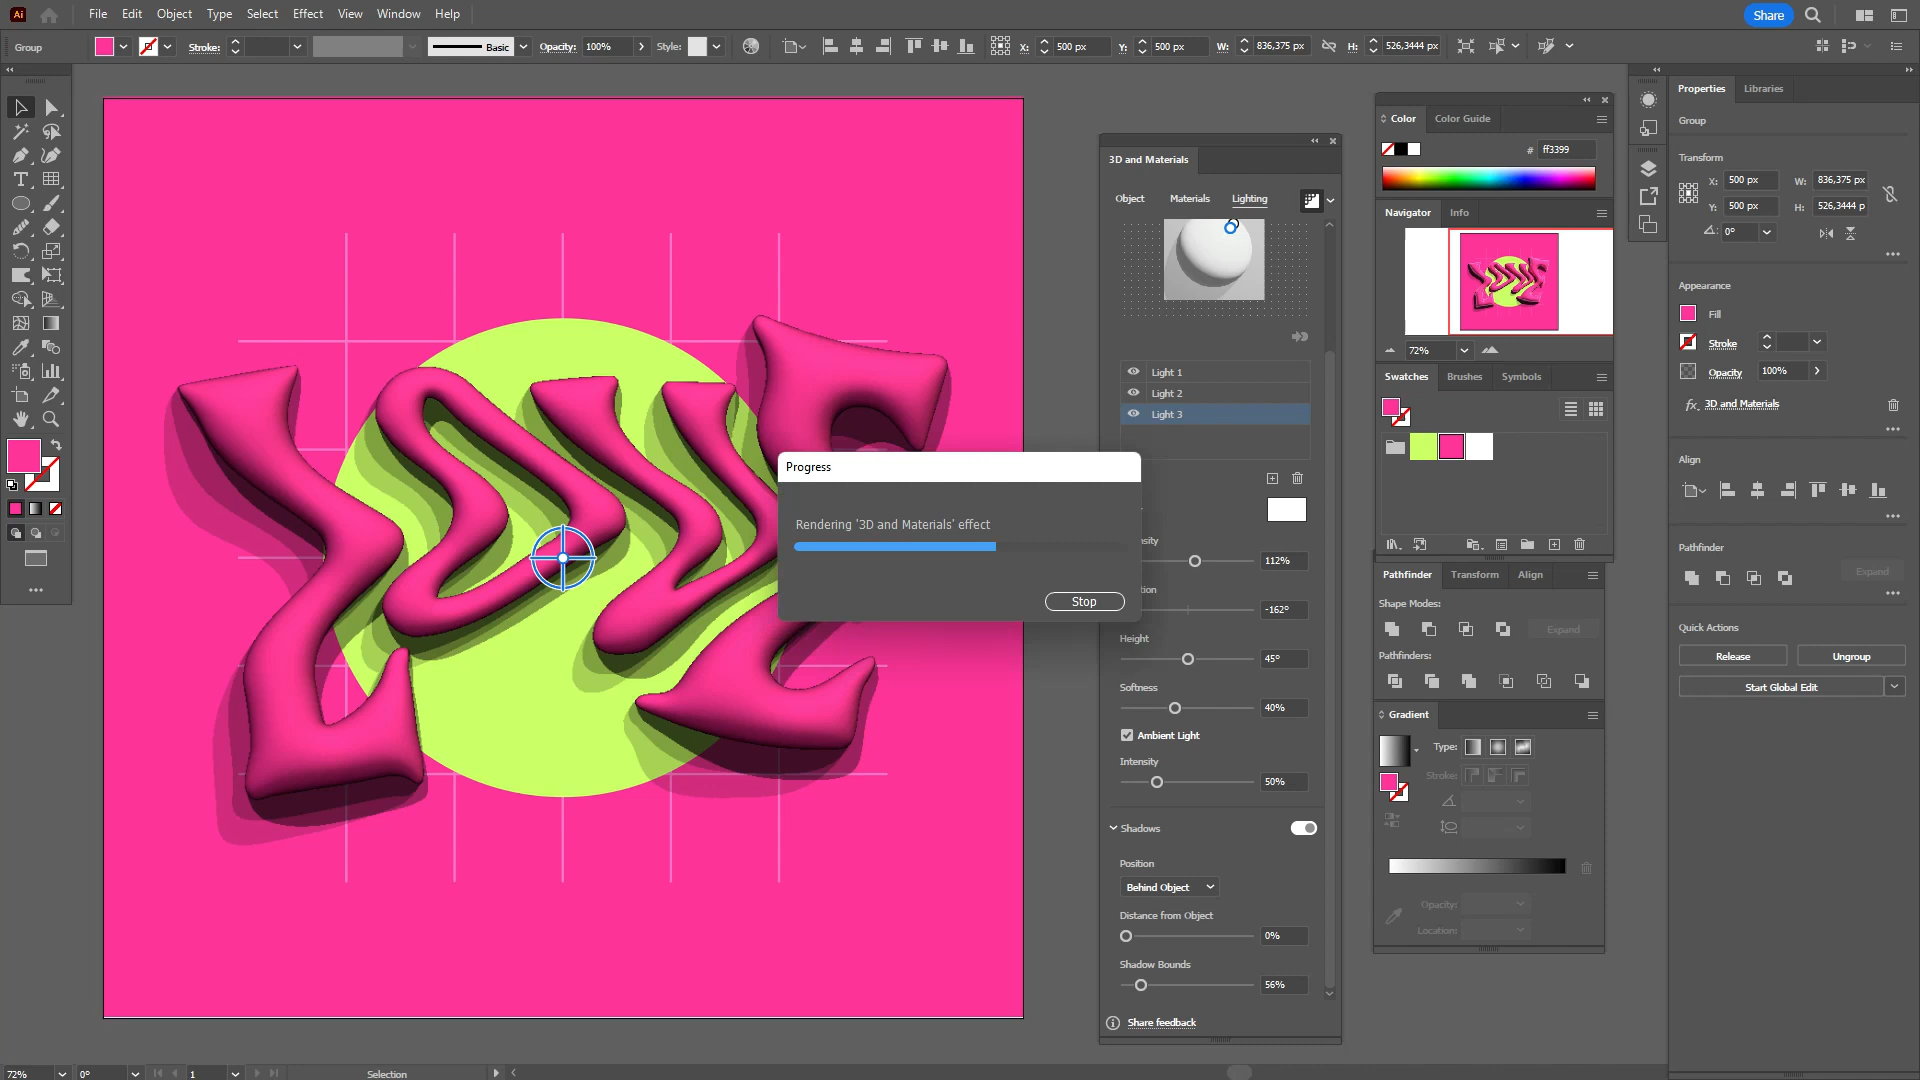 Ai File Edit Object Type Select Effect View Window Help Share
Group Stroke: Basic Opacity: 100% Style: X: 500 px Y: 500 px W: 836,375 px H: 526,3444 px
3D and Materials
Object Materials Lighting
Light 1
Light 2
Light 3
Progress
Rendering '3D and Materials' effect
Stop
112%
-162°
Height
45°
Softness
40%
Ambient Light
Intensity
50%
Shadows
Position
Behind Object
Distance from Object
0%
Shadow Bounds
56%
Share feedback
Color Color Guide
# ff3399
Navigator Info
72%
Swatches Brushes Symbols
Pathfinder Transform Align
Shape Modes:
Expand
Pathfinders:
Gradient
Type:
Stroke:
Opacity:
Location:
Properties Libraries
Group
Transform
X: 500 px W: 836,375 px
Y: 500 px H: 526,3444 p
0°
Appearance
Fill
Stroke
Opacity 100%
fx 3D and Materials
Align
Pathfinder
Expand
Quick Actions
Release Ungroup
Start Global Edit
72% 0° 1 Selection